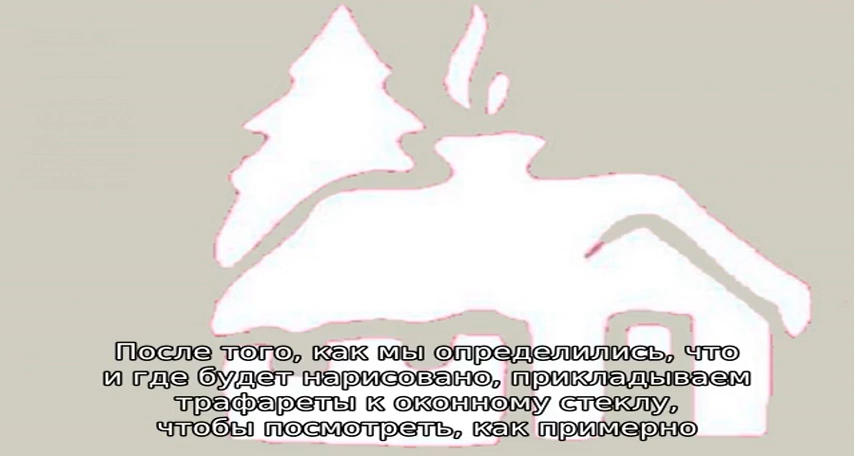 После того, как мы определились, что
и где будет нарисовано, прикладываем
трафареты к оконному стеклу,
чтобы посмотреть, как примерно